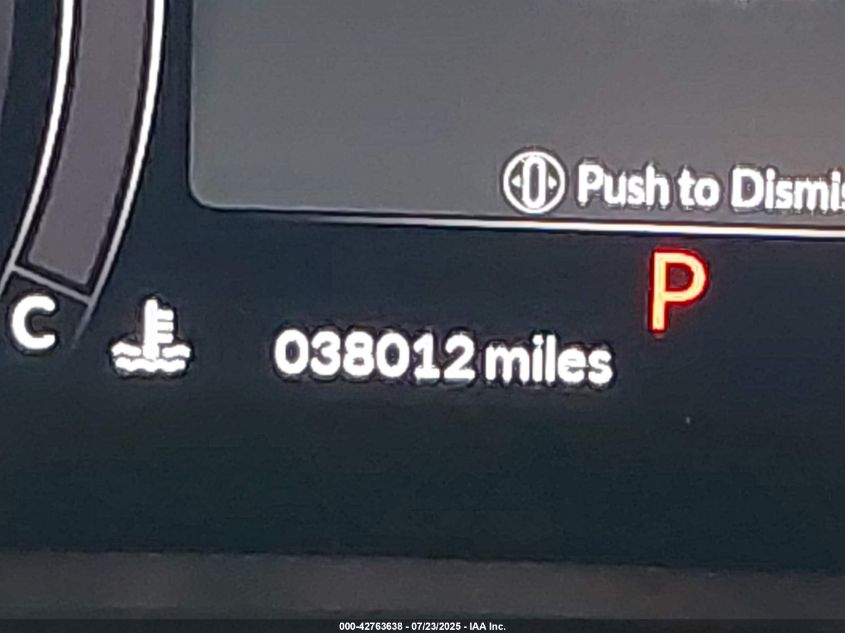 Push to Dismis
P
C
038012 miles
000-42763638 - 07/23/2025 - IAA Inc.